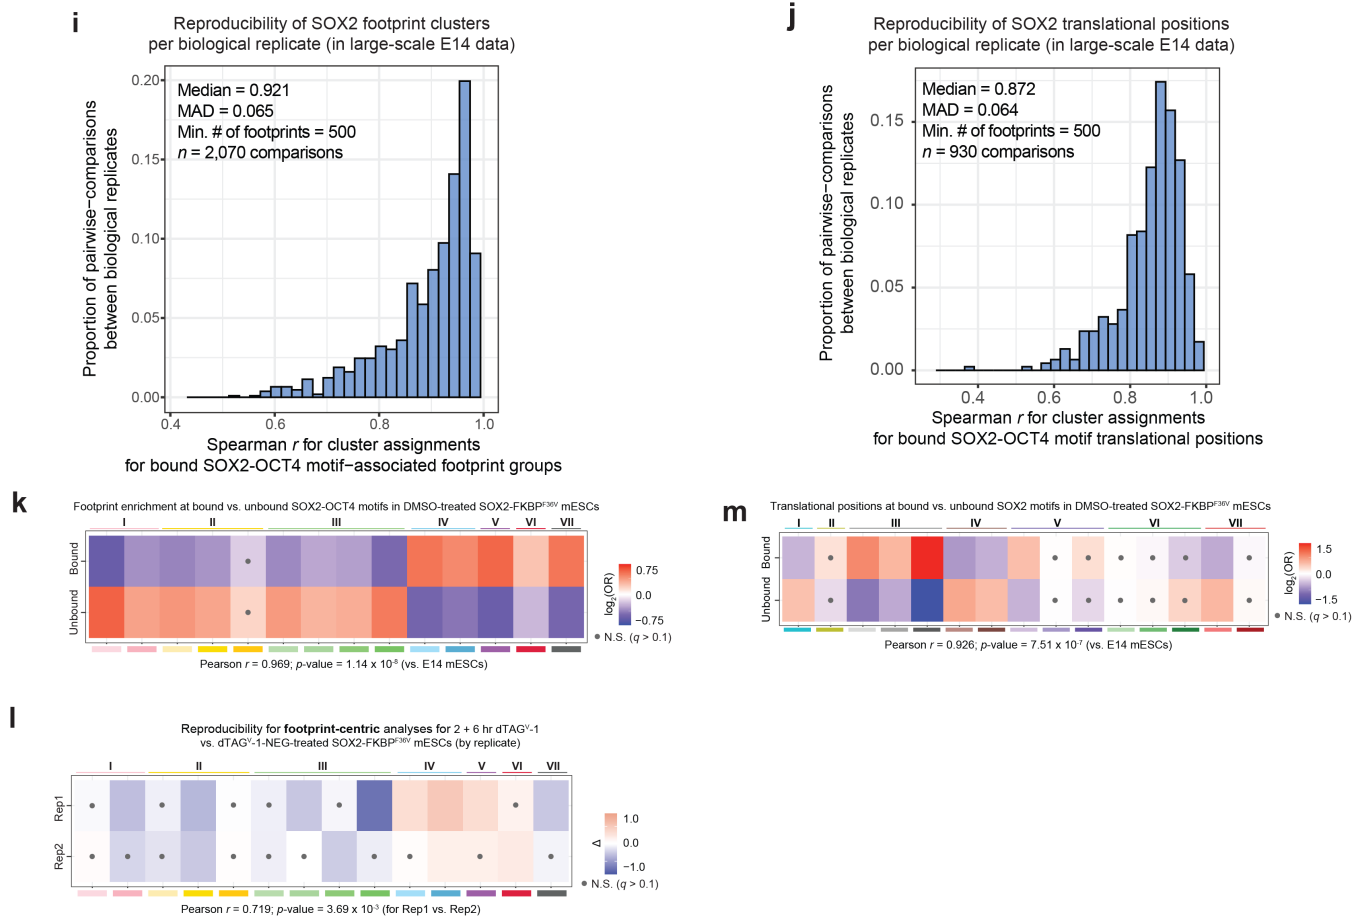 i
Reproducibility of SOX2 footprint clusters
per biological replicate (in large-scale E14 data)
Median = 0.921
MAD = 0.065
Min. # of footprints = 500
n = 2,070 comparisons
Proportion of pairwise−comparisons
between biological replicates
0.20
0.15
0.10
0.05
0.00
0.4
0.6
0.8
1.0
Spearman r for cluster assignments
for bound SOX2-OCT4 motif−associated footprint groups
j
Reproducibility of SOX2 translational positions
per biological replicate (in large-scale E14 data)
Median = 0.872
MAD = 0.064
Min. # of footprints = 500
n = 930 comparisons
Proportion of pairwise−comparisons
between biological replicates
0.15
0.10
0.05
0.00
0.4
0.6
0.8
1.0
Spearman r for cluster assignments
for bound SOX2-OCT4 motif translational positions
k
Footprint enrichment at bound vs. unbound SOX2-OCT4 motifs in DMSO-treated SOX2-FKBP^F36V mESCs
I II III IV V VI VII
Bound
Unbound
log₂(OR)
0.75
0.0
−0.75
N.S. (q > 0.1)
Pearson r = 0.969; p-value = 1.14 x 10⁻⁸ (vs. E14 mESCs)
m
Translational positions at bound vs. unbound SOX2 motifs in DMSO-treated SOX2-FKBP^F36V mESCs
I II III IV V VI VII
Bound
Unbound
log₂(OR)
1.5
0.0
−1.5
N.S. (q > 0.1)
Pearson r = 0.926; p-value = 7.51 x 10⁻⁷ (vs. E14 mESCs)
l
Reproducibility for footprint-centric analyses for 2 + 6 hr dTAG^V-1
vs. dTAG^V-1-NEG-treated SOX2-FKBP^F36V mESCs (by replicate)
I II III IV V VI VII
Rep1
Rep2
Δ
1.0
0.0
−1.0
N.S. (q > 0.1)
Pearson r = 0.719; p-value = 3.69 x 10⁻³ (for Rep1 vs. Rep2)